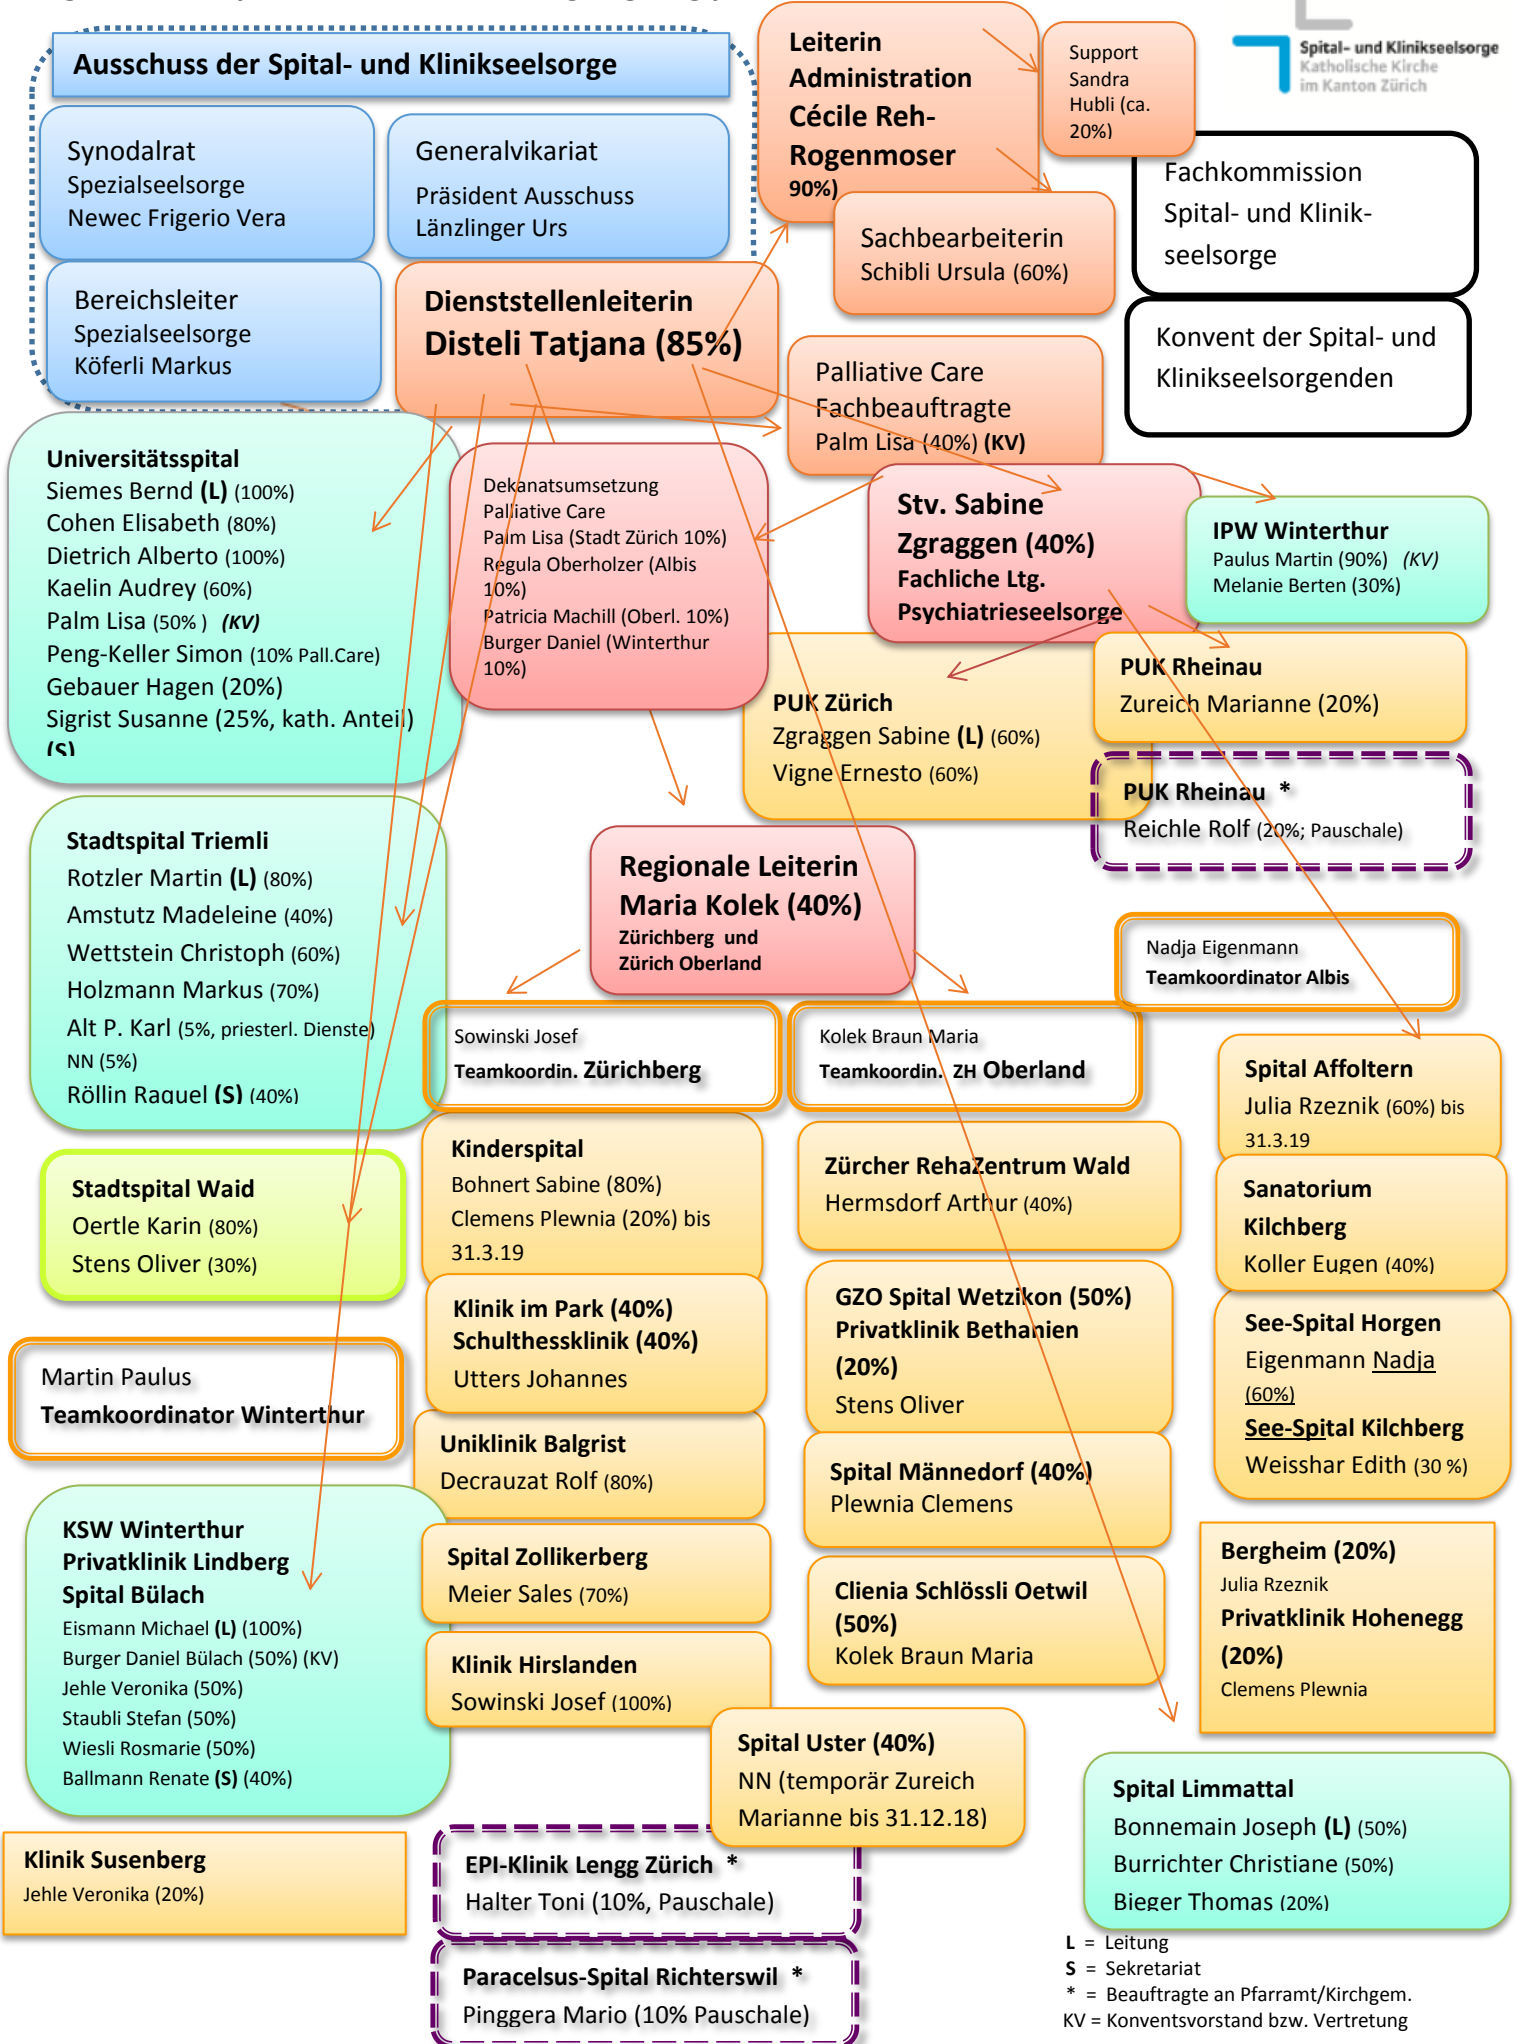 Ausschuss der Spital- und Klinikseelsorge
Synodalrat
Spezialseelsorge
Newec Frigerio Vera
Generalvikariat
Präsident Ausschuss
Länzlinger Urs
Bereichsleiter
Spezialseelsorge
Köferli Markus
Dienststellenleiterin
Disteli Tatjana (85%)
Leiterin
Administration
Cécile Reh-
Rogenmoser
90%)
Support
Sandra
Hubli (ca.
20%)
Sachbearbeiterin
Schibli Ursula (60%)
Spital- und Klinikseelsorge
Katholische Kirche
im Kanton Zürich
Fachkommission
Spital- und Klinik-
seelsorge
Konvent der Spital- und
Klinikseelsorgenden
Palliative Care
Fachbeauftragte
Palm Lisa (40%) (KV)
Universitätsspital
Siemes Bernd (L) (100%)
Cohen Elisabeth (80%)
Dietrich Alberto (100%)
Kaelin Audrey (60%)
Palm Lisa (50% ) (KV)
Peng-Keller Simon (10% Pall.Care)
Gebauer Hagen (20%)
Sigrist Susanne (25%, kath. Anteil)
(S)
Dekanatsumsetzung
Palliative Care
Palm Lisa (Stadt Zürich 10%)
Regula Oberholzer (Albis
10%)
Patricia Machill (Oberl. 10%)
Burger Daniel (Winterthur
10%)
Stv. Sabine
Zgraggen (40%)
Fachliche Ltg.
Psychiatrieseelsorge
IPW Winterthur
Paulus Martin (90%) (KV)
Melanie Berten (30%)
PUK Zürich
Zgraggen Sabine (L) (60%)
Vigne Ernesto (60%)
PUK Rheinau
Zureich Marianne (20%)
PUK Rheinau *
Reichle Rolf (20%; Pauschale)
Stadtspital Triemli
Rotzler Martin (L) (80%)
Amstutz Madeleine (40%)
Wettstein Christoph (60%)
Holzmann Markus (70%)
Alt P. Karl (5%, priesterl. Dienste)
NN (5%)
Röllin Raquel (S) (40%)
Regionale Leiterin
Maria Kolek (40%)
Zürichberg und
Zürich Oberland
Nadja Eigenmann
Teamkoordinator Albis
Sowinski Josef
Teamkoordin. Zürichberg
Kolek Braun Maria
Teamkoordin. ZH Oberland
Stadtspital Waid
Oertle Karin (80%)
Stens Oliver (30%)
Kinderspital
Bohnert Sabine (80%)
Clemens Plewnia (20%) bis
31.3.19
Zürcher RehaZentrum Wald
Hermsdorf Arthur (40%)
Spital Affoltern
Julia Rzeznik (60%) bis
31.3.19
Sanatorium
Kilchberg
Koller Eugen (40%)
Klinik im Park (40%)
Schulthessklinik (40%)
Utters Johannes
GZO Spital Wetzikon (50%)
Privatklinik Bethanien
(20%)
Stens Oliver
See-Spital Horgen
Eigenmann Nadja
(60%)
See-Spital Kilchberg
Weisshar Edith (30 %)
Martin Paulus
Teamkoordinator Winterthur
Uniklinik Balgrist
Decrauzat Rolf (80%)
Spital Männedorf (40%)
Plewnia Clemens
KSW Winterthur
Privatklinik Lindberg
Spital Bülach
Eismann Michael (L) (100%)
Burger Daniel Bülach (50%) (KV)
Jehle Veronika (50%)
Staubli Stefan (50%)
Wiesli Rosmarie (50%)
Ballmann Renate (S) (40%)
Spital Zollikerberg
Meier Sales (70%)
Clienia Schlössli Oetwil
(50%)
Kolek Braun Maria
Bergheim (20%)
Julia Rzeznik
Privatklinik Hohenegg
(20%)
Clemens Plewnia
Klinik Hirslanden
Sowinski Josef (100%)
Spital Uster (40%)
NN (temporär Zureich
Marianne bis 31.12.18)
Spital Limmattal
Bonnemain Joseph (L) (50%)
Burrichter Christiane (50%)
Bieger Thomas (20%)
Klinik Susenberg
Jehle Veronika (20%)
EPI-Klinik Lengg Zürich *
Halter Toni (10%, Pauschale)
Paracelsus-Spital Richterswil *
Pinggera Mario (10% Pauschale)
L = Leitung
S = Sekretariat
* = Beauftragte an Pfarramt/Kirchgem.
KV = Konventsvorstand bzw. Vertretung